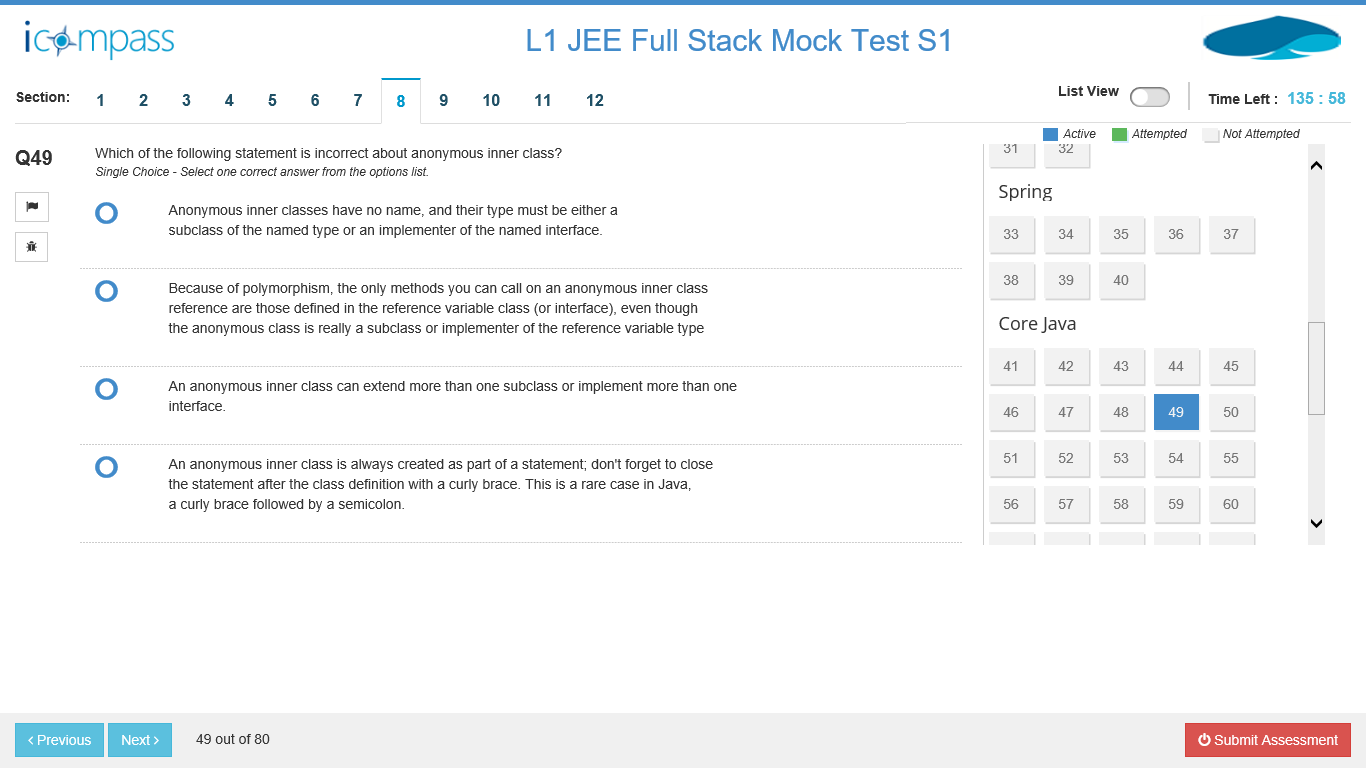 icompass
L1 JEE Full Stack Mock Test S1
Section: 1 2 3 4 5 6 7 8 9 10 11 12
List View
Time Left : 135 : 58
Active Attempted Not Attempted
Q49
Which of the following statement is incorrect about anonymous inner class?
Single Choice - Select one correct answer from the options list.
Anonymous inner classes have no name, and their type must be either a
subclass of the named type or an implementer of the named interface.
Because of polymorphism, the only methods you can call on an anonymous inner class
reference are those defined in the reference variable class (or interface), even though
the anonymous class is really a subclass or implementer of the reference variable type
An anonymous inner class can extend more than one subclass or implement more than one
interface.
An anonymous inner class is always created as part of a statement; don't forget to close
the statement after the class definition with a curly brace. This is a rare case in Java,
a curly brace followed by a semicolon.
31 32
Spring
33 34 35 36 37
38 39 40
Core Java
41 42 43 44 45
46 47 48 49 50
51 52 53 54 55
56 57 58 59 60
‹ Previous
Next ›
49 out of 80
Submit Assessment